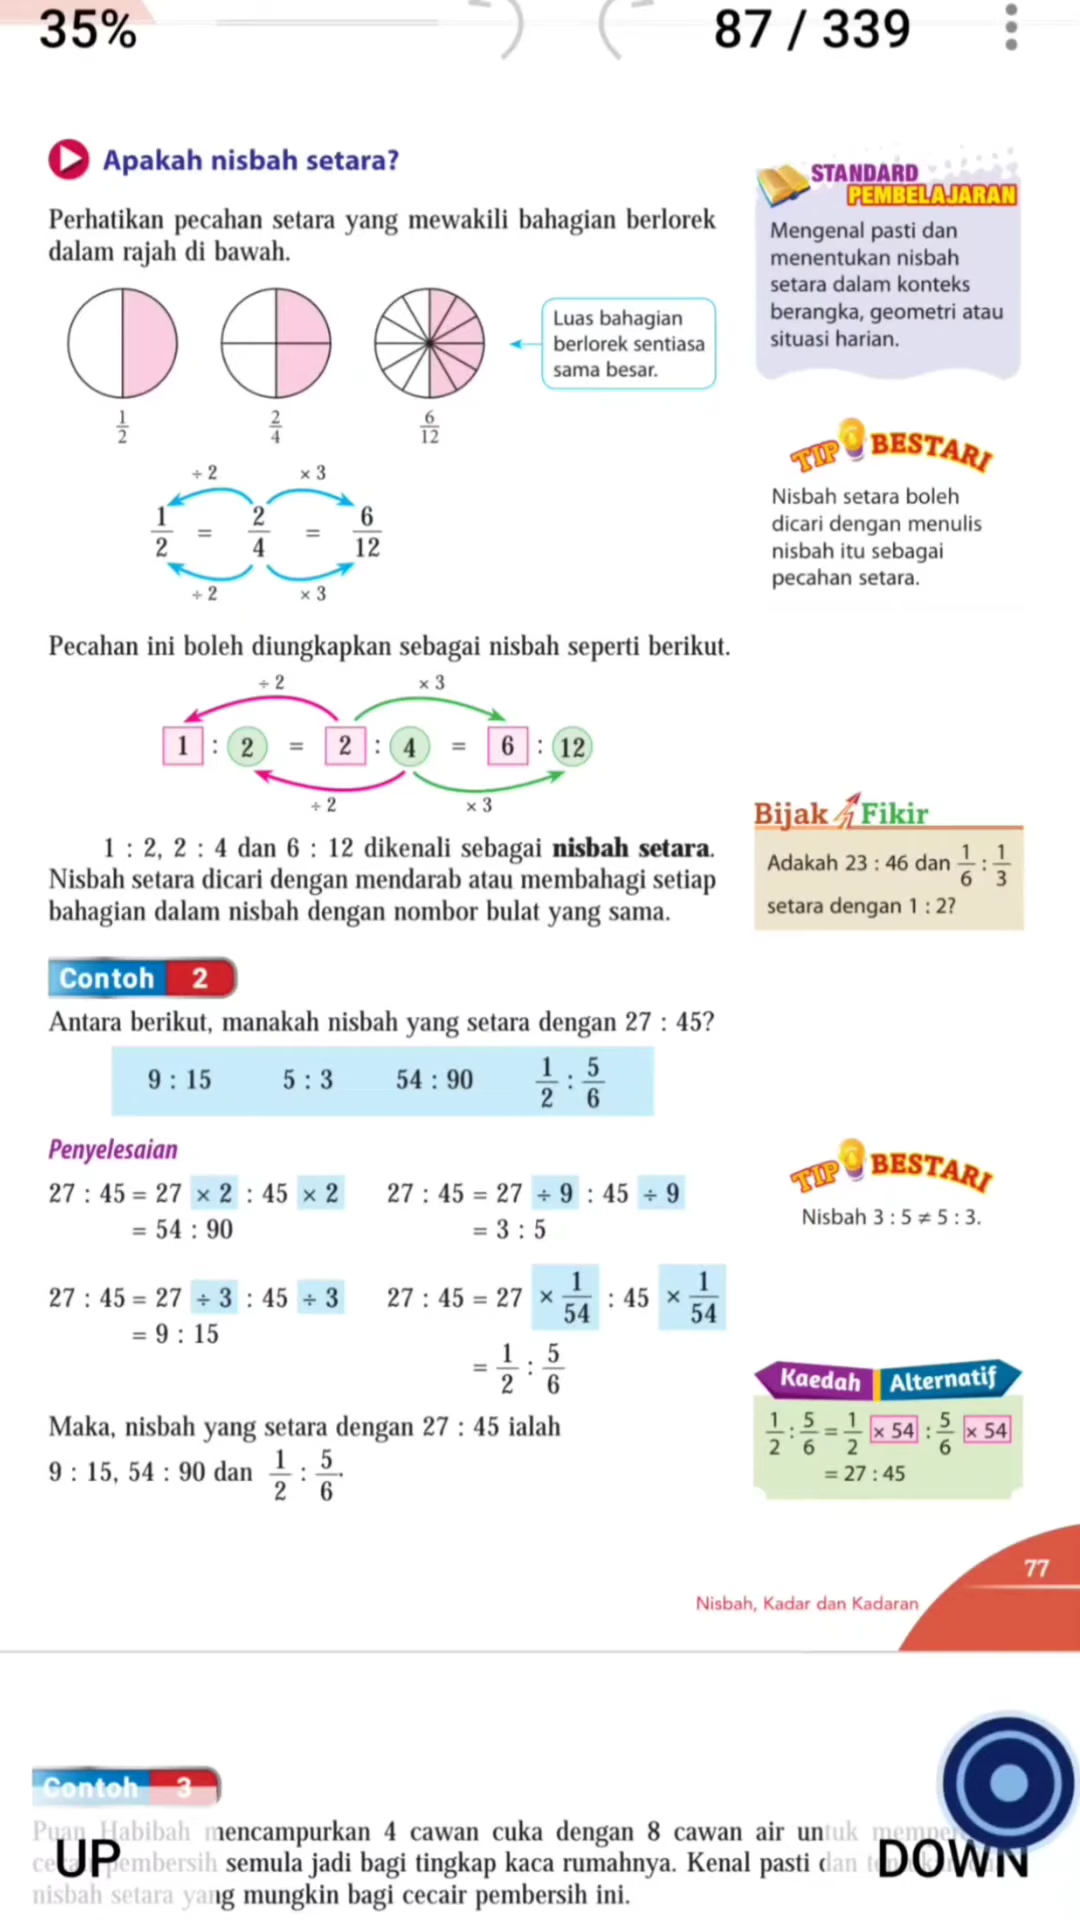 35%
87 / 339
Apakah nisbah setara?
Perhatikan pecahan setara yang mewakili bahagian berlorek
dalam rajah di bawah.
Luas bahagian
berlorek sentiasa
sama besar.
1/2
2/4
6/12
÷ 2 × 3
1/2 = 2/4 = 6/12
÷ 2 × 3
Pecahan ini boleh diungkapkan sebagai nisbah seperti berikut.
÷ 2 × 3
1 : 2 = 2 : 4 = 6 : 12
÷ 2 × 3
1 : 2, 2 : 4 dan 6 : 12 dikenali sebagai nisbah setara.
Nisbah setara dicari dengan mendarab atau membahagi setiap
bahagian dalam nisbah dengan nombor bulat yang sama.
STANDARD
PEMBELAJARAN
Mengenal pasti dan
menentukan nisbah
setara dalam konteks
berangka, geometri atau
situasi harian.
TIP BESTARI
Nisbah setara boleh
dicari dengan menulis
nisbah itu sebagai
pecahan setara.
Bijak Fikir
Adakah 23 : 46 dan 1/6 : 1/3
setara dengan 1 : 2?
Contoh 2
Antara berikut, manakah nisbah yang setara dengan 27 : 45?
9 : 15 5 : 3 54 : 90 1/2 : 5/6
Penyelesaian
27 : 45 = 27 × 2 : 45 × 2
= 54 : 90
27 : 45 = 27 ÷ 9 : 45 ÷ 9
= 3 : 5
27 : 45 = 27 ÷ 3 : 45 ÷ 3
= 9 : 15
27 : 45 = 27 × 1/54 : 45 × 1/54
= 1/2 : 5/6
Maka, nisbah yang setara dengan 27 : 45 ialah
9 : 15, 54 : 90 dan 1/2 : 5/6.
TIP BESTARI
Nisbah 3 : 5 ≠ 5 : 3.
Kaedah Alternatif
1/2 : 5/6 = 1/2 × 54 : 5/6 × 54
= 27 : 45
77
Nisbah, Kadar dan Kadaran
Contoh 3
Puan Habibah mencampurkan 4 cawan cuka dengan 8 cawan air untuk
pembersih semula jadi bagi tingkap kaca rumahnya. Kenal pasti dan
nisbah setara yang mungkin bagi cecair pembersih ini.
UP
DOWN